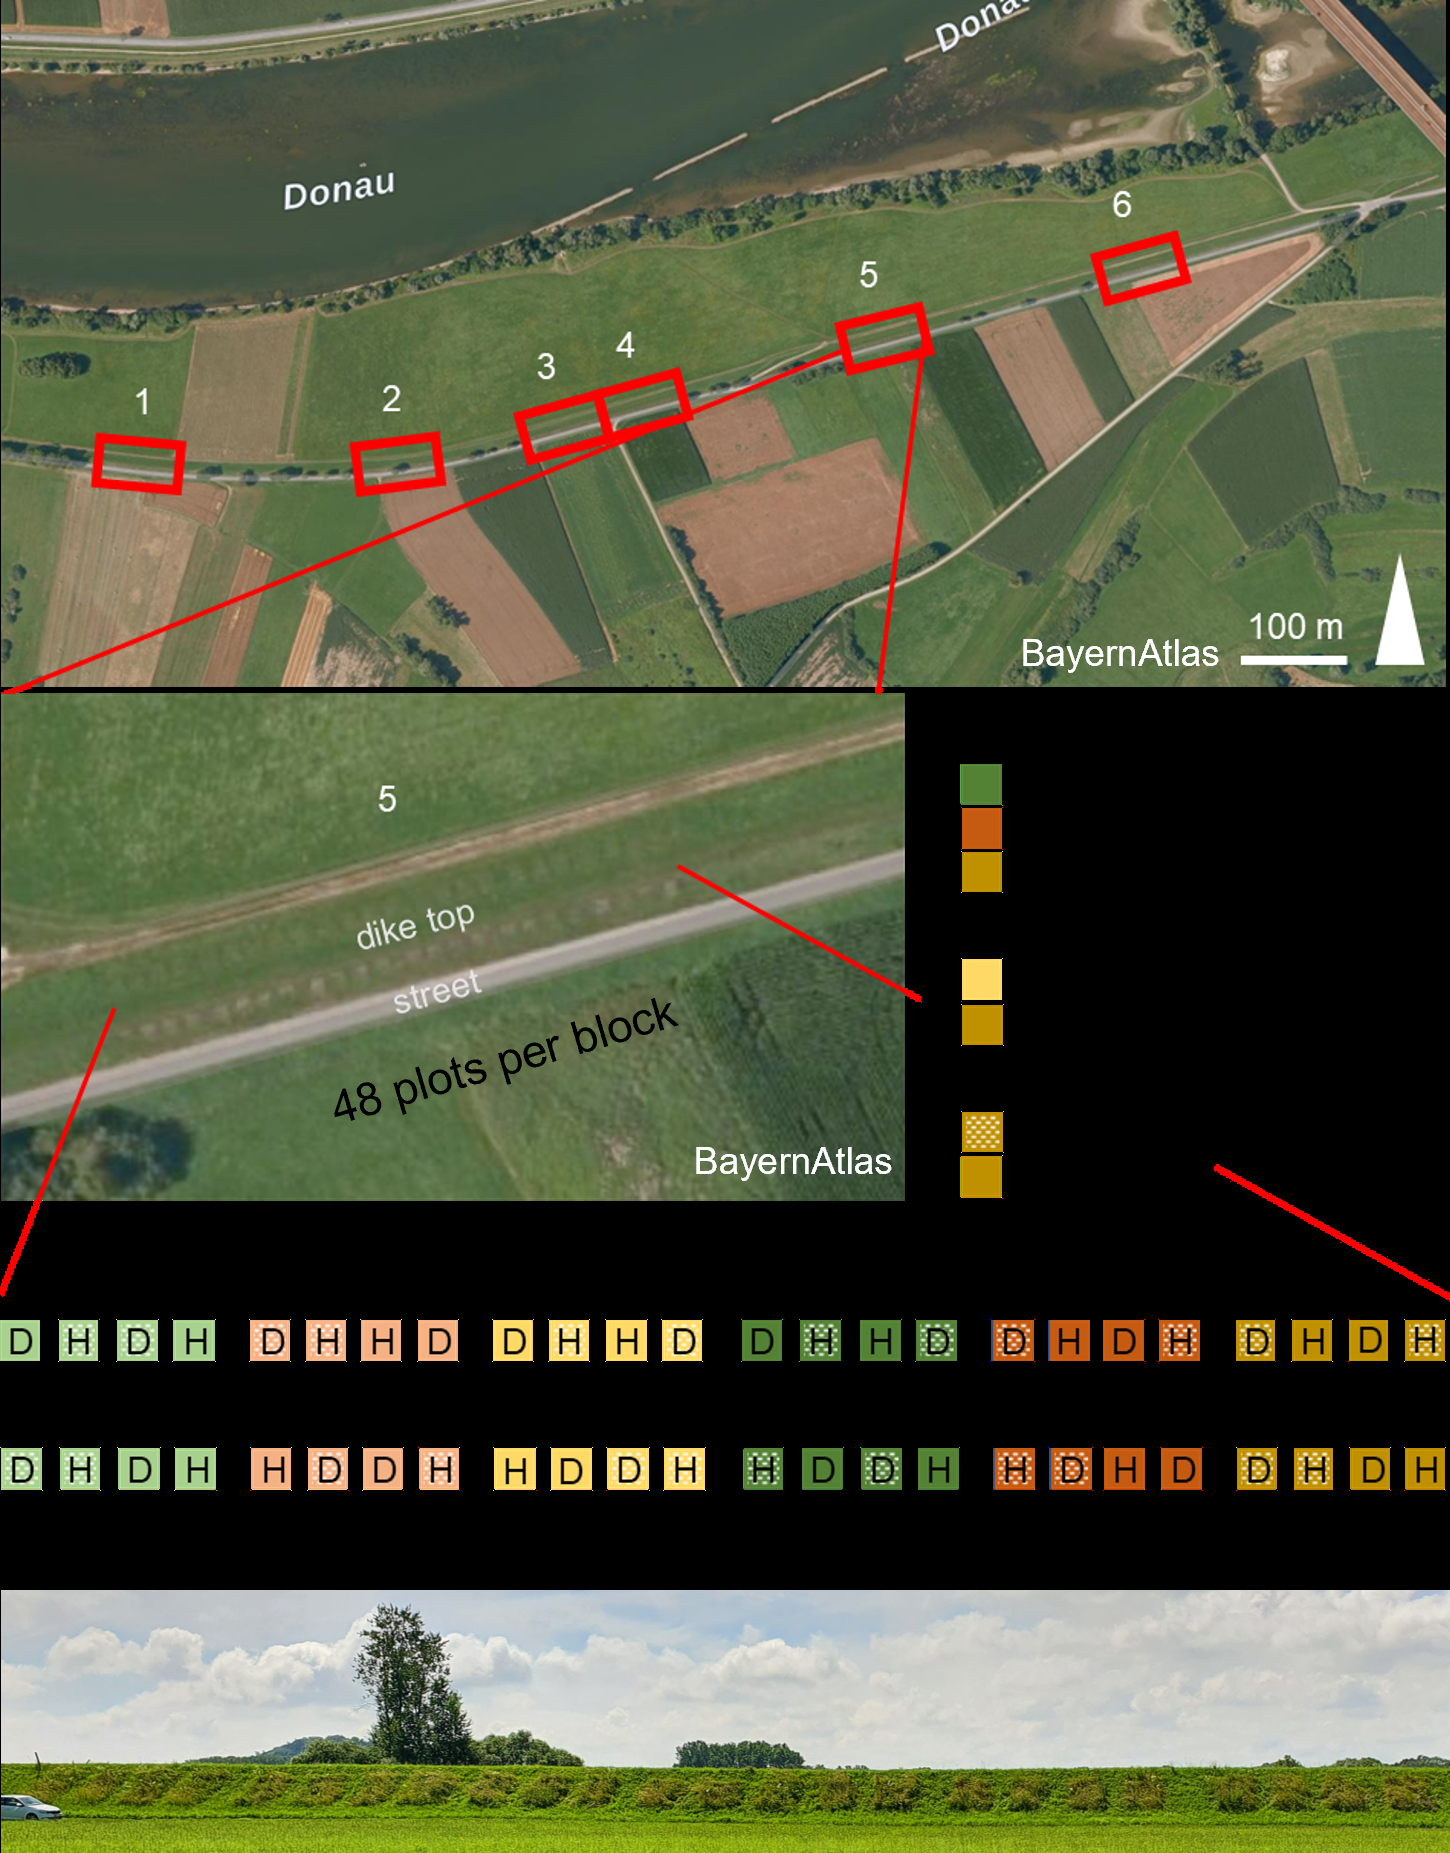 Donau
Donau
6
5
4
3
2
1
100 m
BayernAtlas
5
dike top
street
48 plots per block
BayernAtlas
D H D H D H H D D H H D D H H D D H D H D H D H
D H D H H D D H H D D H H D D H H D H D D H D H